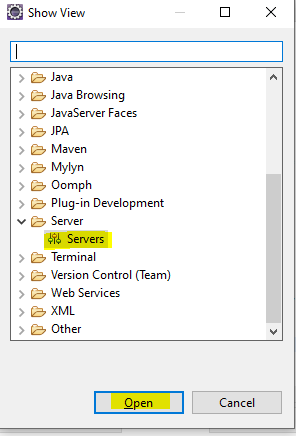 Show View
Java
Java Browsing
JavaServer Faces
JPA
Maven
Mylyn
Oomph
Plug-in Development
Server
Servers
Terminal
Version Control (Team)
Web Services
XML
Other
Open
Cancel